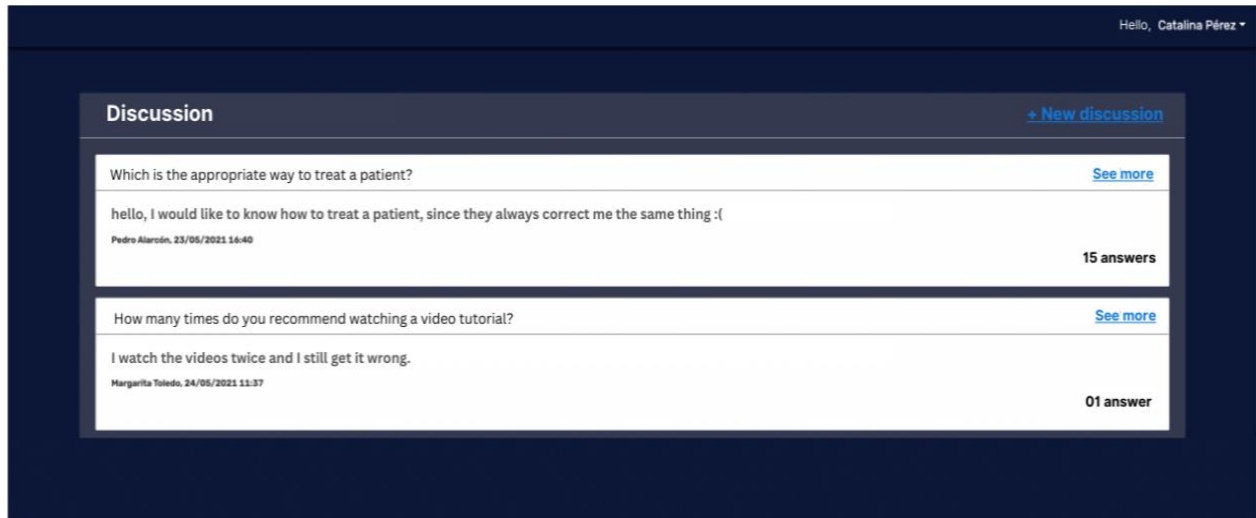 Hello, Catalina Pérez
Discussion
+ New discussion
Which is the appropriate way to treat a patient?
See more
hello, I would like to know how to treat a patient, since they always correct me the same thing :(
Pedro Alarcón, 23/05/2021 16:40
15 answers
How many times do you recommend watching a video tutorial?
See more
I watch the videos twice and I still get it wrong.
Margarita Toledo, 24/05/2021 11:37
01 answer